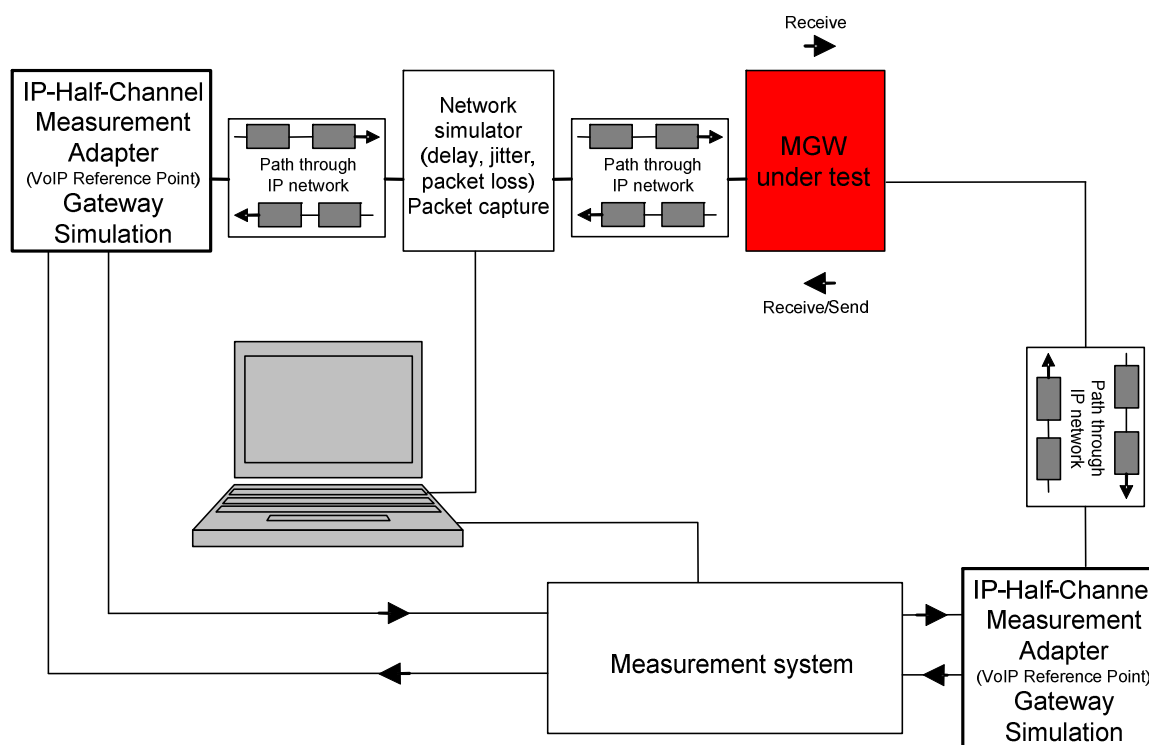 Receive
IP-Half-Channel
Measurement
Adapter
(VoIP Reference Point)
Gateway
Simulation
Path through
IP network
Network
simulator
(delay, jitter,
packet loss)
Packet capture
Path through
IP network
MGW
under test
Receive/Send
Path through
IP network
Measurement system
IP-Half-Channel
Measurement
Adapter
(VoIP Reference Point)
Gateway
Simulation